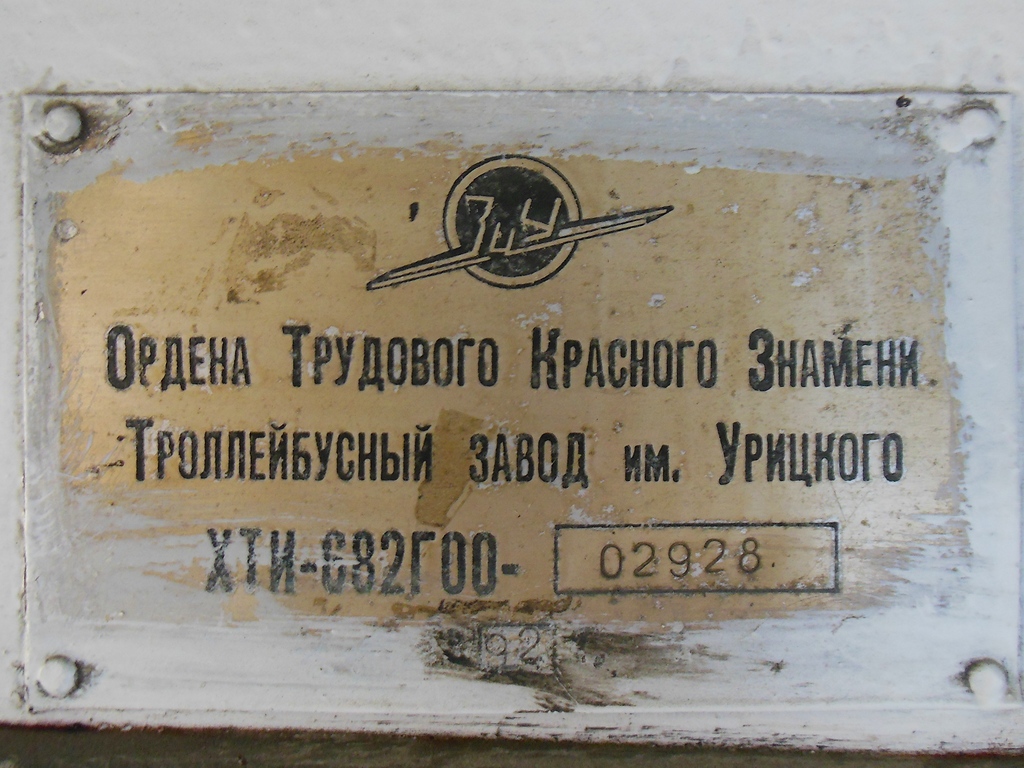 ЗиУ
Ордена Трудового Красного Знамени
Троллейбусный завод им. Урицкого
ХТИ-682Г00- 02928
92